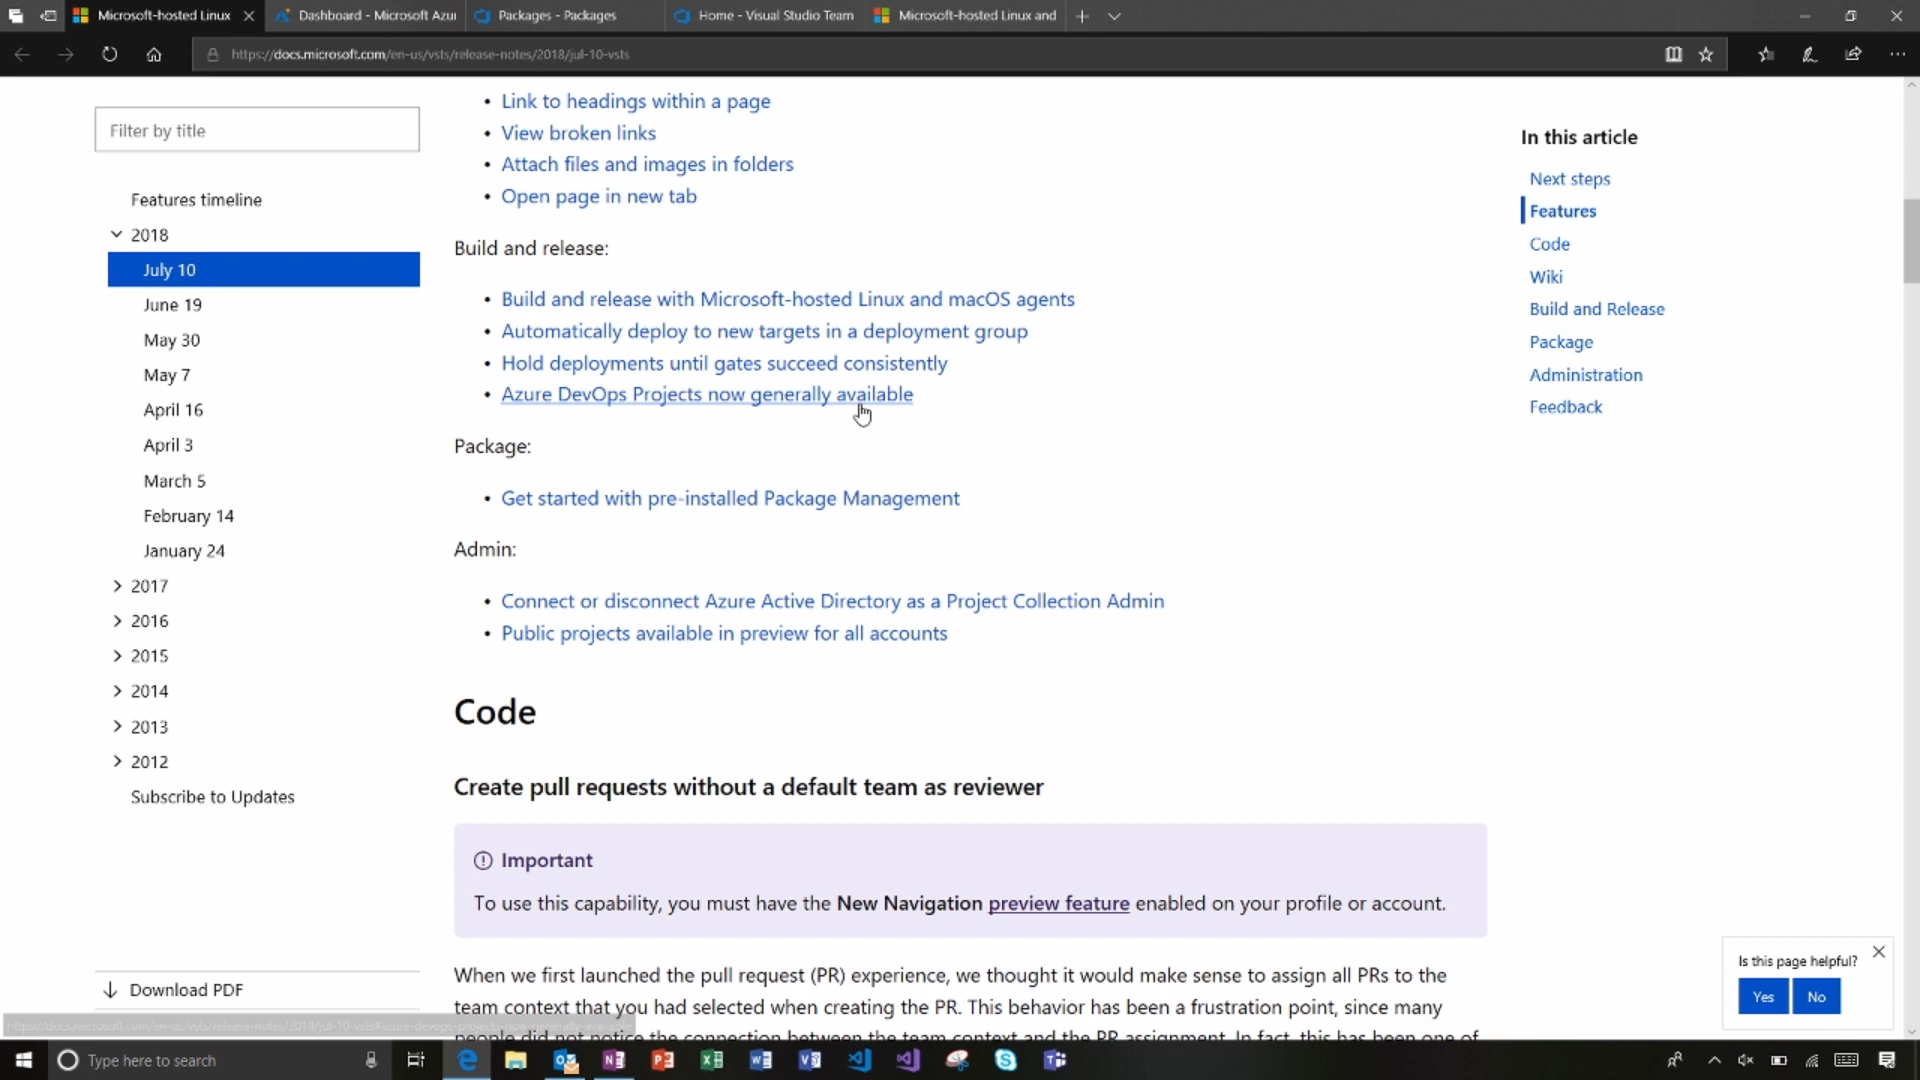 Microsoft-hosted Linux
Dashboard - Microsoft Azu
Packages - Packages
Home - Visual Studio Team
Microsoft-hosted Linux and
https://docs.microsoft.com/en-us/vsts/release-notes/2018/jul-10-vsts
Filter by title
Features timeline
2018
July 10
June 19
May 30
May 7
April 16
April 3
March 5
February 14
January 24
2017
2016
2015
2014
2013
2012
Subscribe to Updates
Download PDF
• Link to headings within a page
• View broken links
• Attach files and images in folders
• Open page in new tab
Build and release:
• Build and release with Microsoft-hosted Linux and macOS agents
• Automatically deploy to new targets in a deployment group
• Hold deployments until gates succeed consistently
• Azure DevOps Projects now generally available
Package:
• Get started with pre-installed Package Management
Admin:
• Connect or disconnect Azure Active Directory as a Project Collection Admin
• Public projects available in preview for all accounts
Code
Create pull requests without a default team as reviewer
Important
To use this capability, you must have the New Navigation preview feature enabled on your profile or account.
When we first launched the pull request (PR) experience, we thought it would make sense to assign all PRs to the
team context that you had selected when creating the PR. This behavior has been a frustration point, since many
people did not notice the connection between the team context and the PR assignment. In fact, this has been one of
In this article
Next steps
Features
Code
Wiki
Build and Release
Package
Administration
Feedback
Is this page helpful?
Yes
No
Type here to search